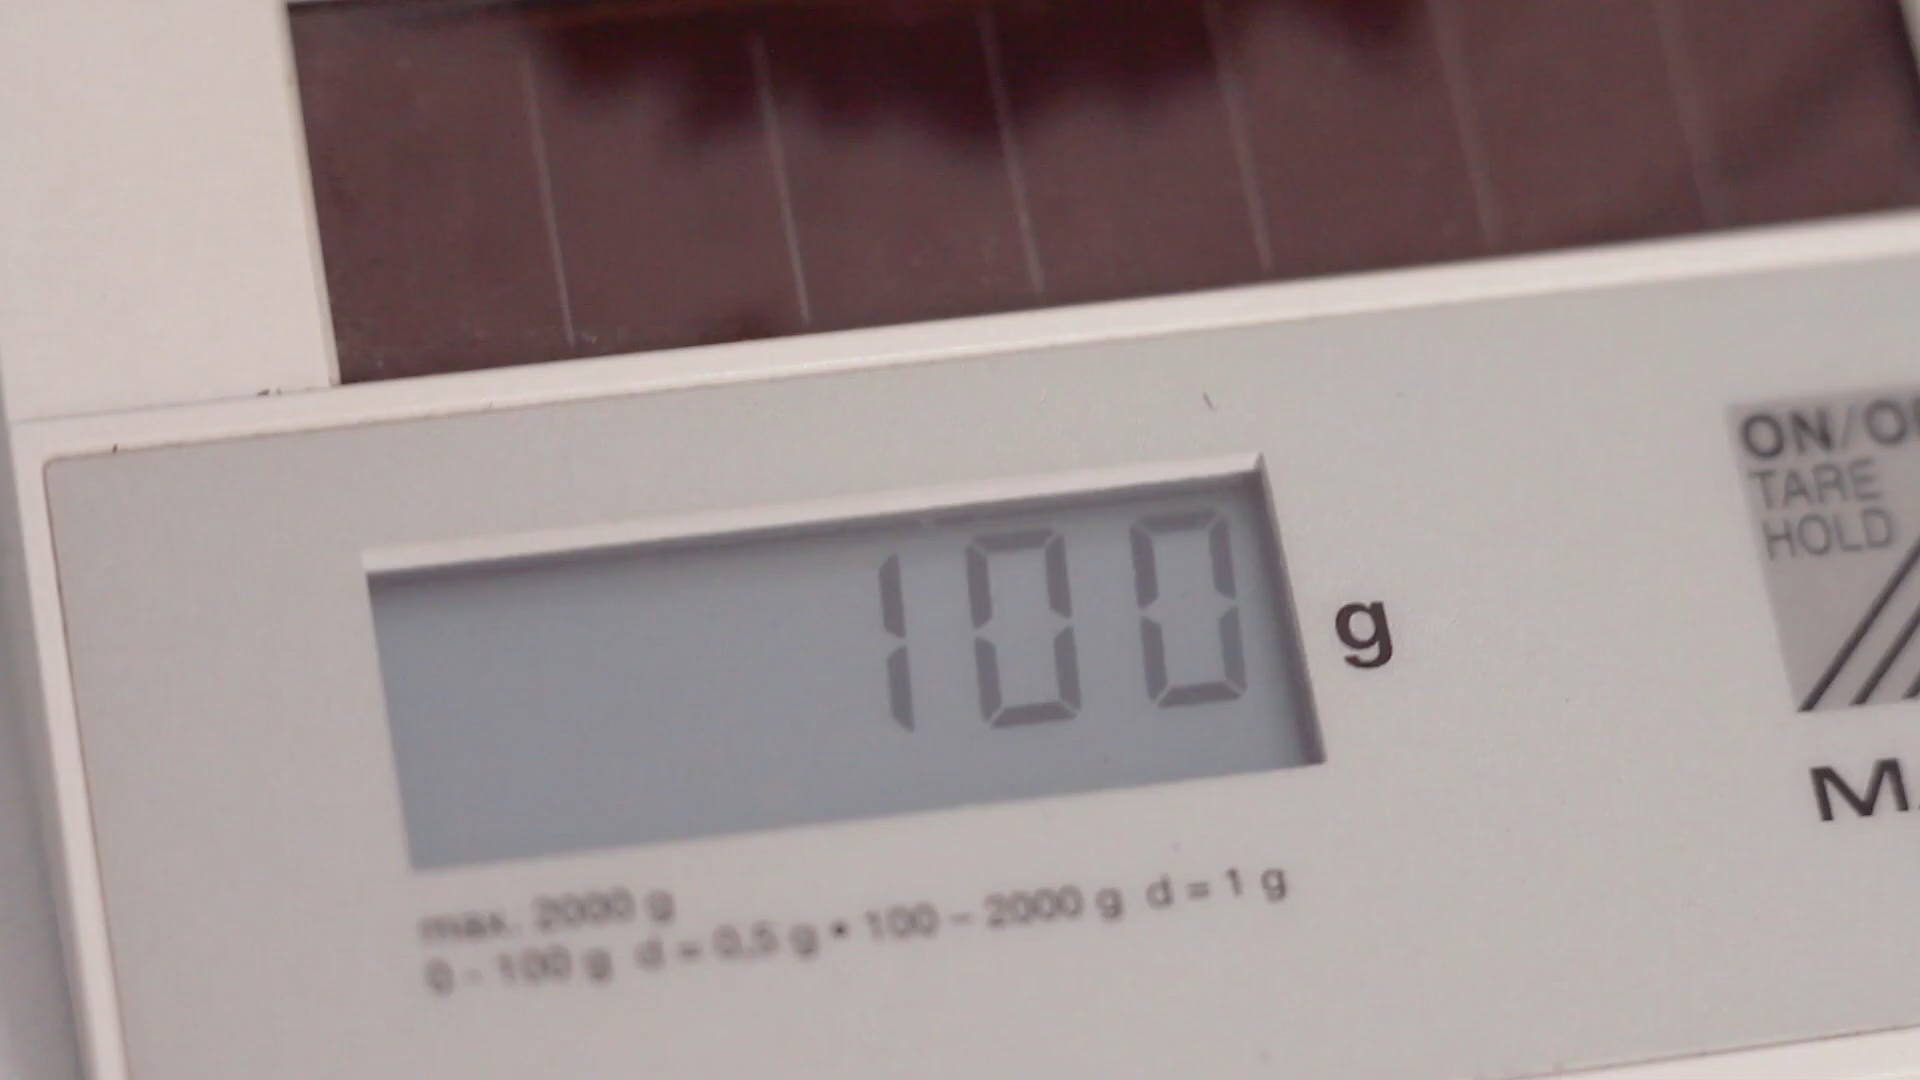 ON/O
TARE
HOLD
100 g
M
max. 2000 g
0 - 100 g d = 0,5 g • 100 - 2000 g d = 1 g